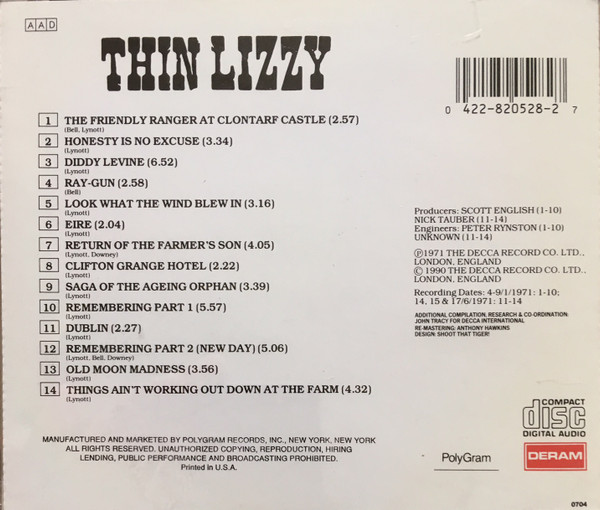 AAD
THIN LIZZY
0 422-820528-2 7
1 THE FRIENDLY RANGER AT CLONTARF CASTLE (2.57)
(Bell, Lynott)
2 HONESTY IS NO EXCUSE (3.34)
(Lynott)
3 DIDDY LEVINE (6.52)
(Lynott)
4 RAY-GUN (2.58)
(Bell)
5 LOOK WHAT THE WIND BLEW IN (3.16)
(Lynott)
6 EIRE (2.04)
(Lynott)
7 RETURN OF THE FARMER'S SON (4.05)
(Lynott, Downey)
8 CLIFTON GRANGE HOTEL (2.22)
(Lynott)
9 SAGA OF THE AGEING ORPHAN (3.39)
(Lynott)
10 REMEMBERING PART 1 (5.57)
(Lynott)
11 DUBLIN (2.27)
(Lynott)
12 REMEMBERING PART 2 (NEW DAY) (5.06)
(Lynott, Bell, Downey)
13 OLD MOON MADNESS (3.56)
(Lynott)
14 THINGS AIN'T WORKING OUT DOWN AT THE FARM (4.32)
(Lynott)
Producers: SCOTT ENGLISH (1-10)
NICK TAUBER (11-14)
Engineers: PETER RYNSTON (1-10)
UNKNOWN (11-14)
Ⓟ1971 THE DECCA RECORD CO. LTD.,
LONDON, ENGLAND
© 1990 THE DECCA RECORD CO. LTD.,
LONDON, ENGLAND
Recording Dates: 4-9/1/1971: 1-10;
14, 15 & 17/6/1971: 11-14
ADDITIONAL COMPILATION, RESEARCH & CO-ORDINATION:
JOHN TRACY FOR DECCA INTERNATIONAL
RE-MASTERING: ANTHONY HAWKINS
DESIGN: SHOOT THAT TIGER!
MANUFACTURED AND MARKETED BY POLYGRAM RECORDS, INC., NEW YORK, NEW YORK
ALL RIGHTS RESERVED. UNAUTHORIZED COPYING, REPRODUCTION, HIRING
LENDING, PUBLIC PERFORMANCE AND BROADCASTING PROHIBITED.
Printed in U.S.A.
COMPACT
disc
DIGITAL AUDIO
PolyGram
DERAM
0704